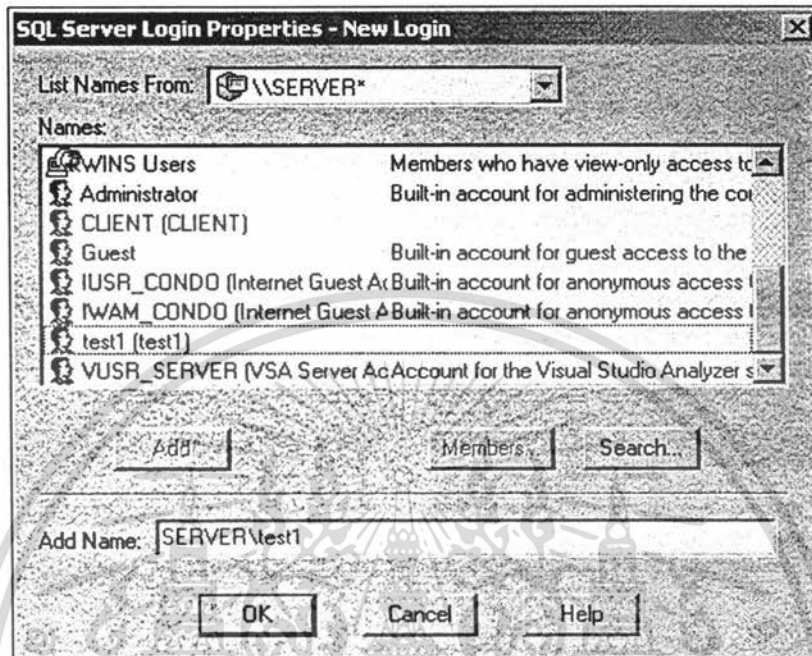 SQL Server Login Properties - New Login
List Names From: \\SERVER*
Names:
WINS Users Members who have view-only access to
Administrator Built-in account for administering the co
CLIENT (CLIENT)
Guest Built-in account for guest access to the
IUSR_CONDO (Internet Guest Ac Built-in account for anonymous access
IWAM_CONDO (Internet Guest A Built-in account for anonymous access
test1 (test1)
VUSR_SERVER (VSA Server Ac Account for the Visual Studio Analyzer s
Add Members... Search...
Add Name: SERVER\test1
OK Cancel Help